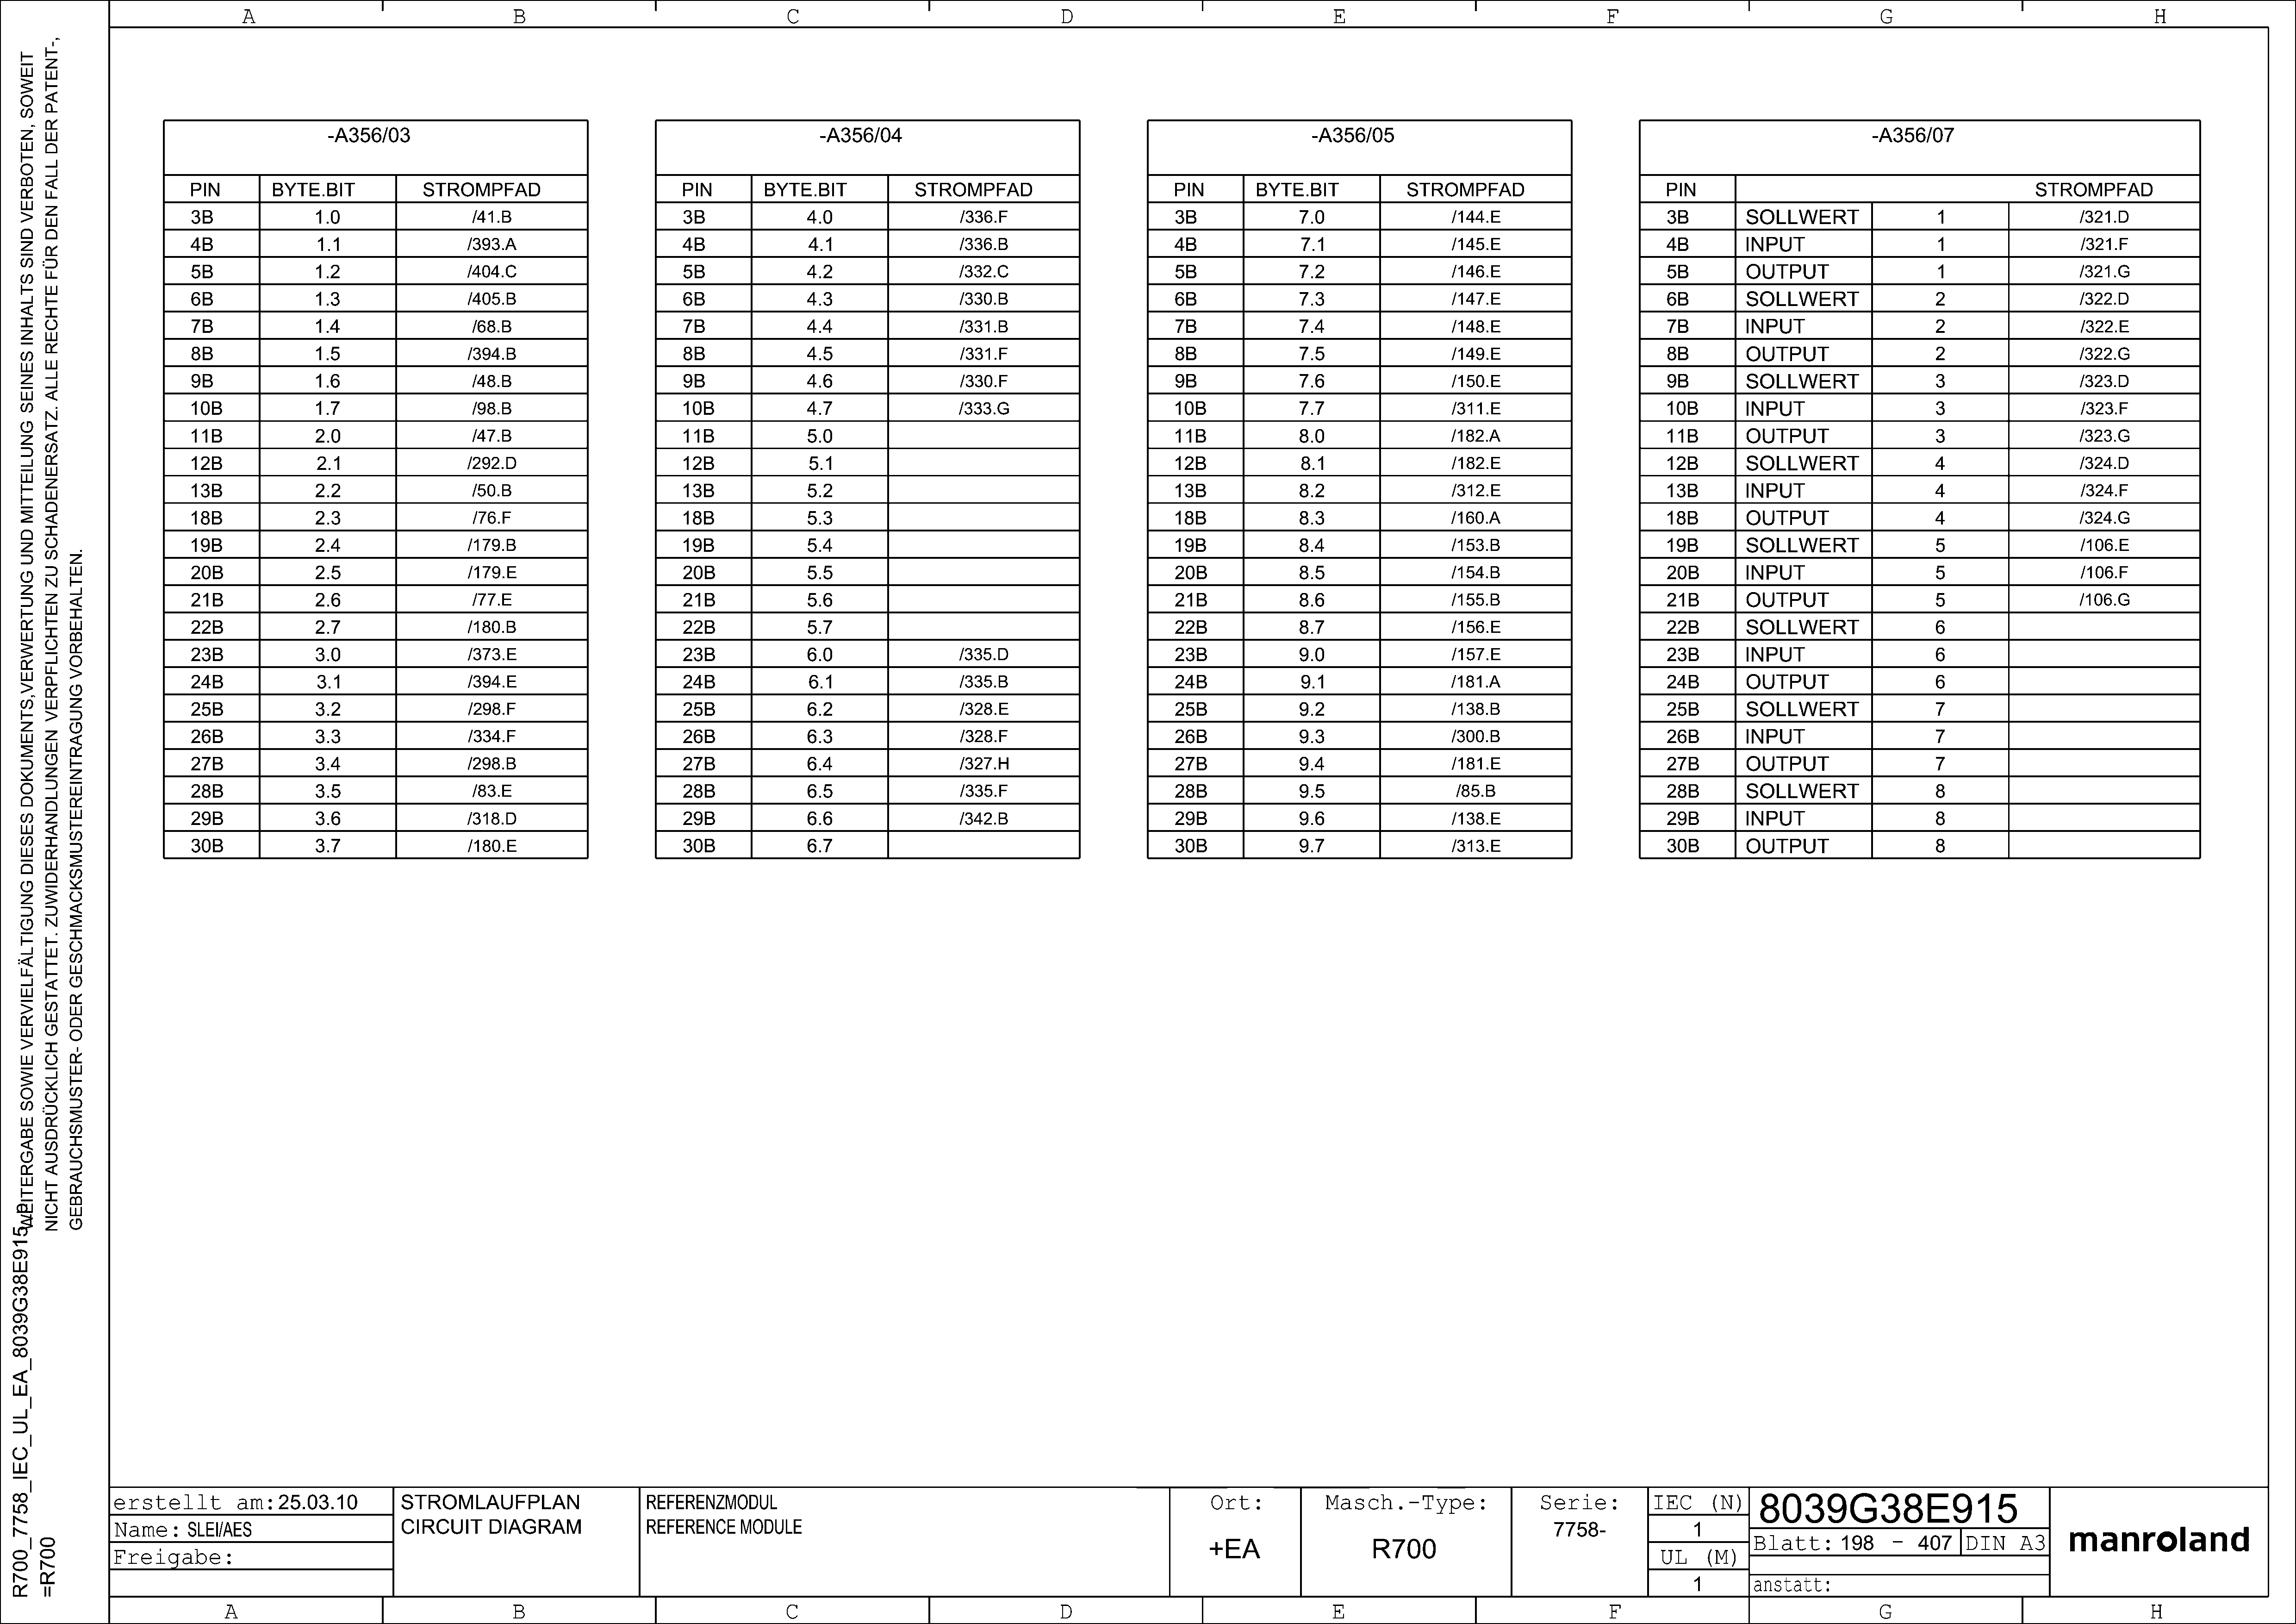 A B C D E F G H
-A356/03
PIN BYTE.BIT STROMPFAD
3B 1.0 /41.B
4B 1.1 /393.A
5B 1.2 /404.C
6B 1.3 /405.B
7B 1.4 /68.B
8B 1.5 /394.B
9B 1.6 /48.B
10B 1.7 /98.B
11B 2.0 /47.B
12B 2.1 /292.D
13B 2.2 /50.B
18B 2.3 /76.F
19B 2.4 /179.B
20B 2.5 /179.E
21B 2.6 /77.E
22B 2.7 /180.B
23B 3.0 /373.E
24B 3.1 /394.E
25B 3.2 /298.F
26B 3.3 /334.F
27B 3.4 /298.B
28B 3.5 /83.E
29B 3.6 /318.D
30B 3.7 /180.E
-A356/04
PIN BYTE.BIT STROMPFAD
3B 4.0 /336.F
4B 4.1 /336.B
5B 4.2 /332.C
6B 4.3 /330.B
7B 4.4 /331.B
8B 4.5 /331.F
9B 4.6 /330.F
10B 4.7 /333.G
11B 5.0
12B 5.1
13B 5.2
18B 5.3
19B 5.4
20B 5.5
21B 5.6
22B 5.7
23B 6.0 /335.D
24B 6.1 /335.B
25B 6.2 /328.E
26B 6.3 /328.F
27B 6.4 /327.H
28B 6.5 /335.F
29B 6.6 /342.B
30B 6.7
-A356/05
PIN BYTE.BIT STROMPFAD
3B 7.0 /144.E
4B 7.1 /145.E
5B 7.2 /146.E
6B 7.3 /147.E
7B 7.4 /148.E
8B 7.5 /149.E
9B 7.6 /150.E
10B 7.7 /311.E
11B 8.0 /182.A
12B 8.1 /182.E
13B 8.2 /312.E
18B 8.3 /160.A
19B 8.4 /153.B
20B 8.5 /154.B
21B 8.6 /155.B
22B 8.7 /156.E
23B 9.0 /157.E
24B 9.1 /181.A
25B 9.2 /138.B
26B 9.3 /300.B
27B 9.4 /181.E
28B 9.5 /85.B
29B 9.6 /138.E
30B 9.7 /313.E
-A356/07
PIN STROMPFAD
3B SOLLWERT 1 /321.D
4B INPUT 1 /321.F
5B OUTPUT 1 /321.G
6B SOLLWERT 2 /322.D
7B INPUT 2 /322.E
8B OUTPUT 2 /322.G
9B SOLLWERT 3 /323.D
10B INPUT 3 /323.F
11B OUTPUT 3 /323.G
12B SOLLWERT 4 /324.D
13B INPUT 4 /324.F
18B OUTPUT 4 /324.G
19B SOLLWERT 5 /106.E
20B INPUT 5 /106.F
21B OUTPUT 5 /106.G
22B SOLLWERT 6
23B INPUT 6
24B OUTPUT 6
25B SOLLWERT 7
26B INPUT 7
27B OUTPUT 7
28B SOLLWERT 8
29B INPUT 8
30B OUTPUT 8
WEITERGABE SOWIE VERVIELFÄLTIGUNG DIESES DOKUMENTS,VERWERTUNG UND MITTEILUNG SEINES INHALTS SIND VERBOTEN, SOWEIT
NICHT AUSDRÜCKLICH GESTATTET. ZUWIDERHANDLUNGEN VERPFLICHTEN ZU SCHADENERSATZ. ALLE RECHTE FÜR DEN FALL DER PATENT-,
GEBRAUCHSMUSTER- ODER GESCHMACKSMUSTEREINTRAGUNG VORBEHALTEN.
R700_7758_IEC_UL_EA_8039G38E915
=R700
erstellt am: 25.03.10
Name: SLEI/AES
Freigabe:
STROMLAUFPLAN
CIRCUIT DIAGRAM
REFERENZMODUL
REFERENCE MODULE
Ort:
+EA
Masch.-Type:
R700
Serie:
7758-
IEC (N)
1
UL (M)
1
8039G38E915
Blatt: 198 - 407 DIN A3
anstatt:
manroland
A B C D E F G H